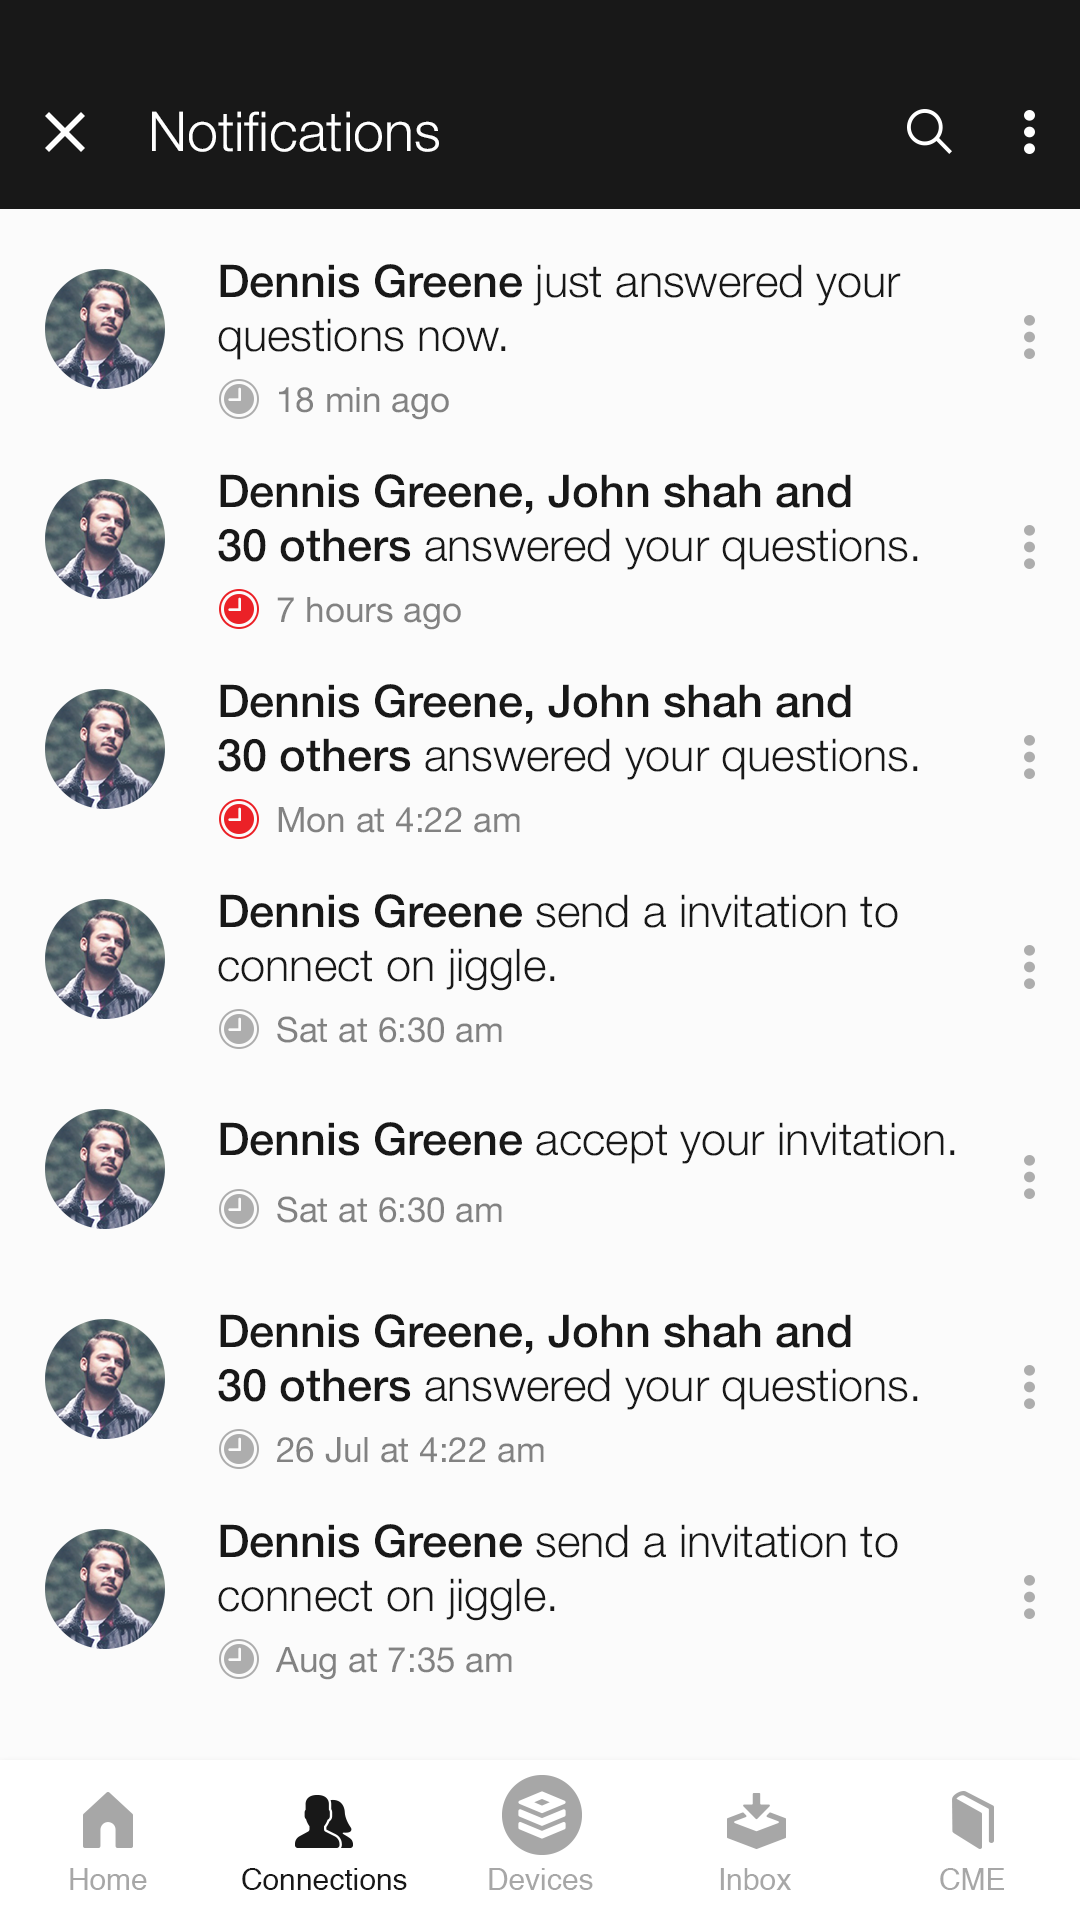 Notifications
Dennis Greene just answered your
questions now.
18 min ago
Dennis Greene, John shah and
30 others answered your questions.
7 hours ago
Dennis Greene, John shah and
30 others answered your questions.
Mon at 4:22 am
Dennis Greene send a invitation to
connect on jiggle.
Sat at 6:30 am
Dennis Greene accept your invitation.
Sat at 6:30 am
Dennis Greene, John shah and
30 others answered your questions.
26 Jul at 4:22 am
Dennis Greene send a invitation to
connect on jiggle.
Aug at 7:35 am
Home Connections Devices Inbox CME